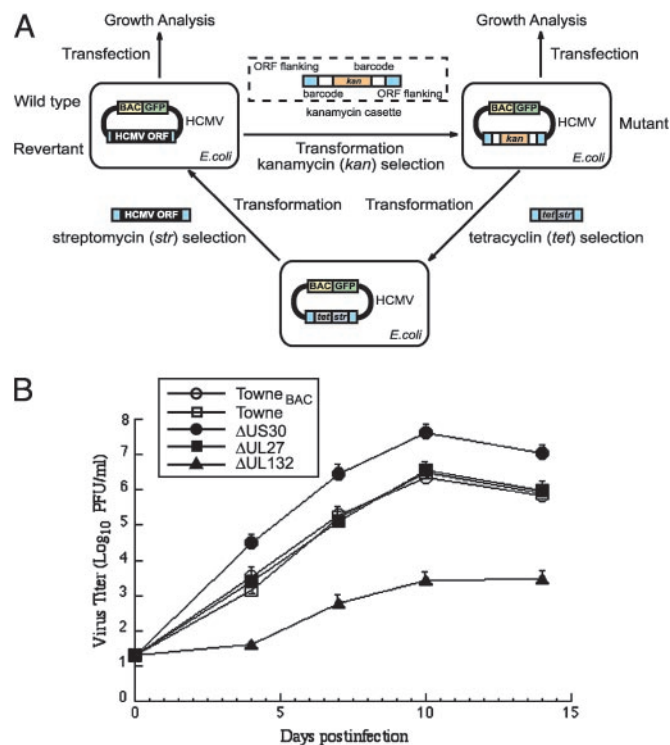 A
Growth Analysis
Growth Analysis
Transfection
Transfection
ORF flanking
barcode
kan
barcode
ORF flanking
kanamycin casette
Wild type
BAC GFP
HCMV
HCMV ORF
Revertant
E.coli
Transformation
kanamycin (kan) selection
BAC GFP
HCMV
kan
Mutant
E.coli
HCMV ORF
Transformation
Transformation
tet str
streptomycin (str) selection
tetracyclin (tet) selection
BAC GFP
HCMV
tet str
E.coli
B
Towne BAC
Towne
ΔUS30
ΔUL27
ΔUL132
Virus Titer (Log10 PFU/ml)
8
7
6
5
4
3
2
1
0
0
5
10
15
Days postinfection